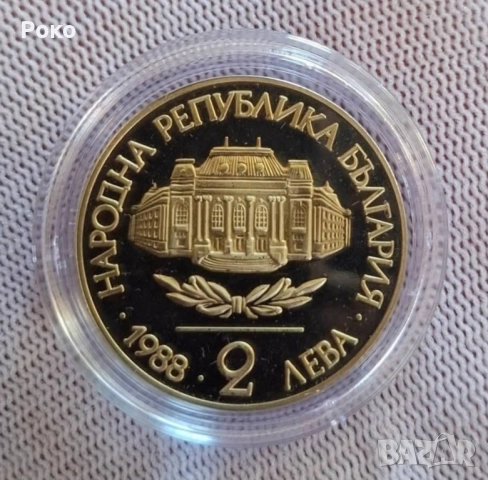 Роко
НАРОДНА РЕПУБЛИКА БЪЛГАРИЯ
· 1988 · 2 ЛЕВА ·
BAZAR